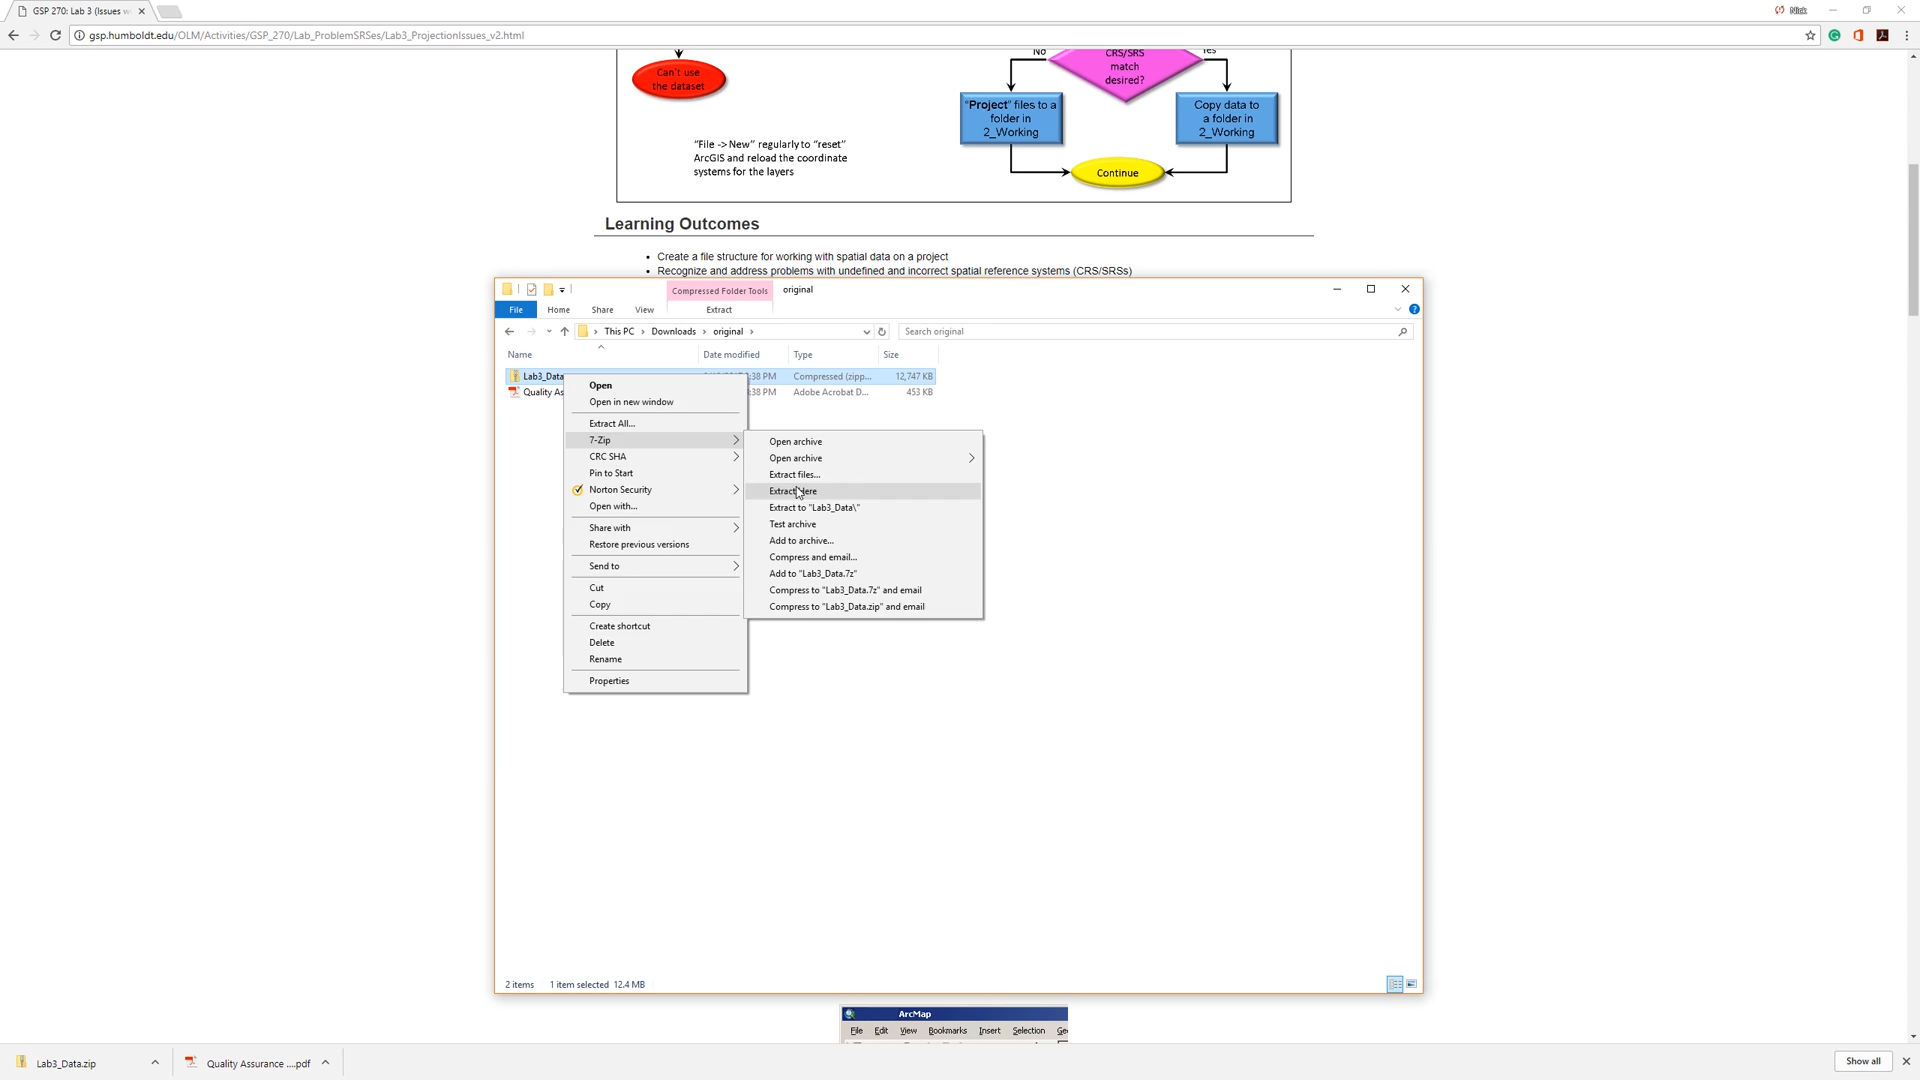 GSP 270: Lab 3 (Issues w
Nick
gsp.humboldt.edu/OLM/Activities/GSP_270/Lab_ProblemSRSes/Lab3_ProjectionIssues_v2.html
Can't use
the dataset
No
CRS/SRS
match
desired?
Yes
"Project" files to a
folder in
2_Working
Copy data to
a folder in
2_Working
"File -> New" regularly to "reset"
ArcGIS and reload the coordinate
systems for the layers
Continue
Learning Outcomes
• Create a file structure for working with spatial data on a project
• Recognize and address problems with undefined and incorrect spatial reference systems (CRS/SRSs)
Compressed Folder Tools
original
File
Home
Share
View
Extract
This PC > Downloads > original >
Search original
Name
Date modified
Type
Size
Lab3_Data
:38 PM
Compressed (zipp...
12,747 KB
Quality As
:38 PM
Adobe Acrobat D...
453 KB
Open
Open in new window
Extract All...
7-Zip
CRC SHA
Pin to Start
Norton Security
Open with...
Share with
Restore previous versions
Send to
Cut
Copy
Create shortcut
Delete
Rename
Properties
Open archive
Open archive
Extract files...
Extract Here
Extract to "Lab3_Data\"
Test archive
Add to archive...
Compress and email...
Add to "Lab3_Data.7z"
Compress to "Lab3_Data.7z" and email
Compress to "Lab3_Data.zip" and email
2 items
1 item selected 12.4 MB
ArcMap
File Edit View Bookmarks Insert Selection Ge
Lab3_Data.zip
Quality Assurance ....pdf
Show all